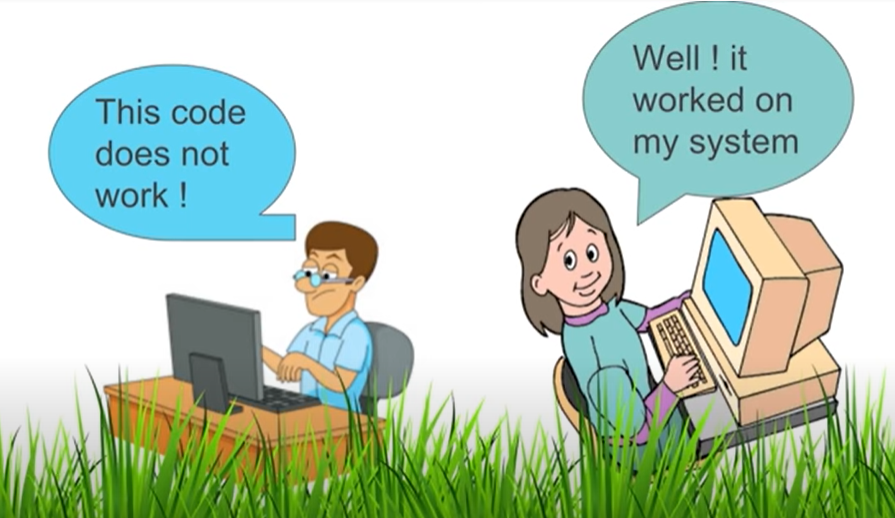 This code
does not
work !
Well ! it
worked on
my system